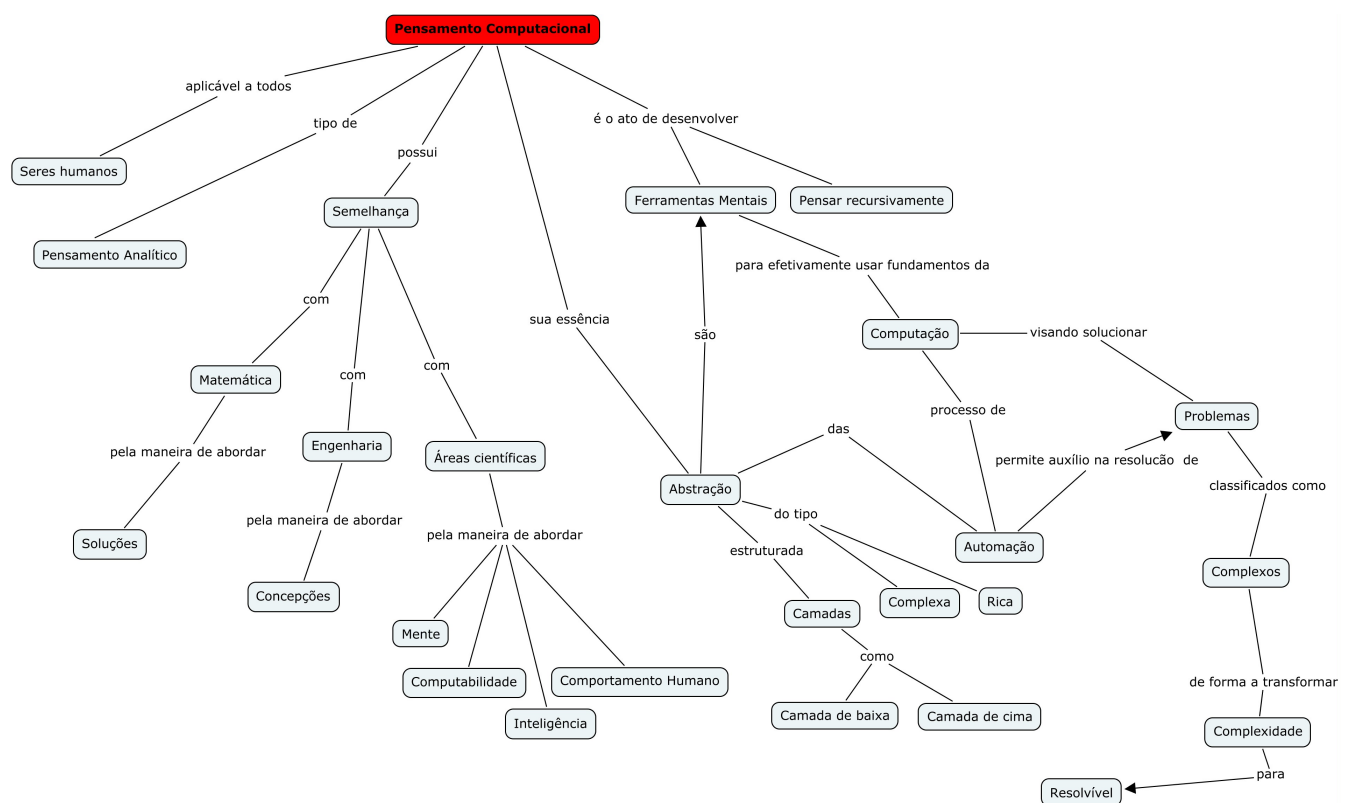 Pensamento Computacional
aplicável a todos
tipo de
é o ato de desenvolver
possui
Seres humanos
Semelhança
Ferramentas Mentais
Pensar recursivamente
Pensamento Analítico
para efetivamente usar fundamentos da
com
sua essência
são
Computação
visando solucionar
com
com
Matemática
processo de
Problemas
das
pela maneira de abordar
Engenharia
Áreas científicas
permite auxílio na resolucão de
classificados como
Abstração
do tipo
pela maneira de abordar
pela maneira de abordar
Soluções
estruturada
Automação
Complexos
Concepções
Camadas
Complexa
Rica
Mente
como
Computabilidade
Comportamento Humano
de forma a transformar
Inteligência
Camada de baixa
Camada de cima
Complexidade
para
Resolvível